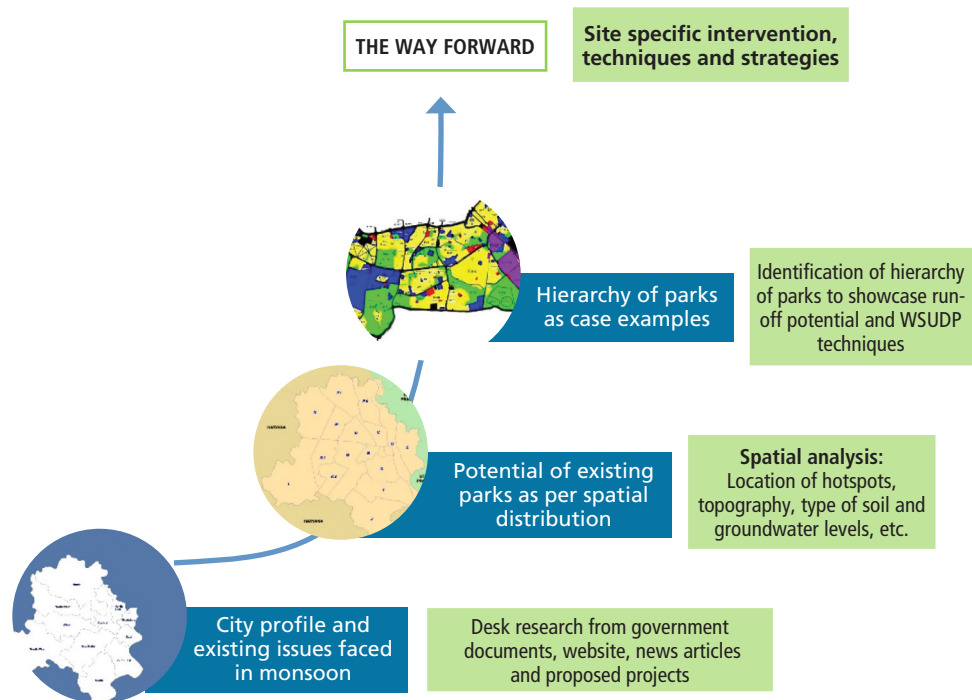 THE WAY FORWARD
Site specific intervention,
techniques and strategies
Hierarchy of parks
as case examples
Identification of hierarchy
of parks to showcase run-
off potential and WSUDP
techniques
Potential of existing
parks as per spatial
distribution
Spatial analysis:
Location of hotspots,
topography, type of soil and
groundwater levels, etc.
City profile and
existing issues faced
in monsoon
Desk research from government
documents, website, news articles
and proposed projects